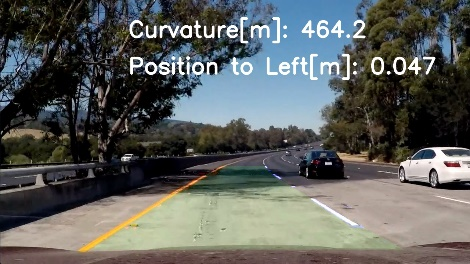 Curvature[m]: 464.2
Position to Left[m]: 0.047